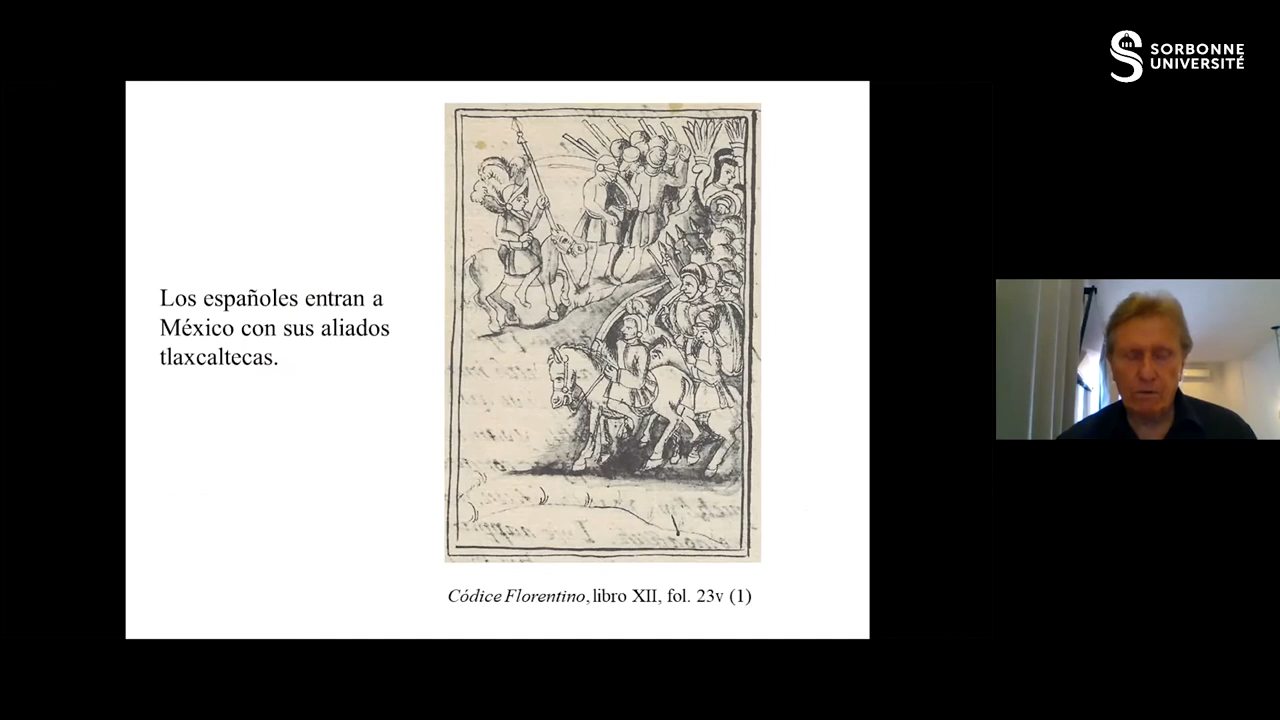 SORBONNE
UNIVERSITÉ
Los españoles entran a
México con sus aliados
tlaxcaltecas.
Códice Florentino, libro XII, fol. 23v (1)